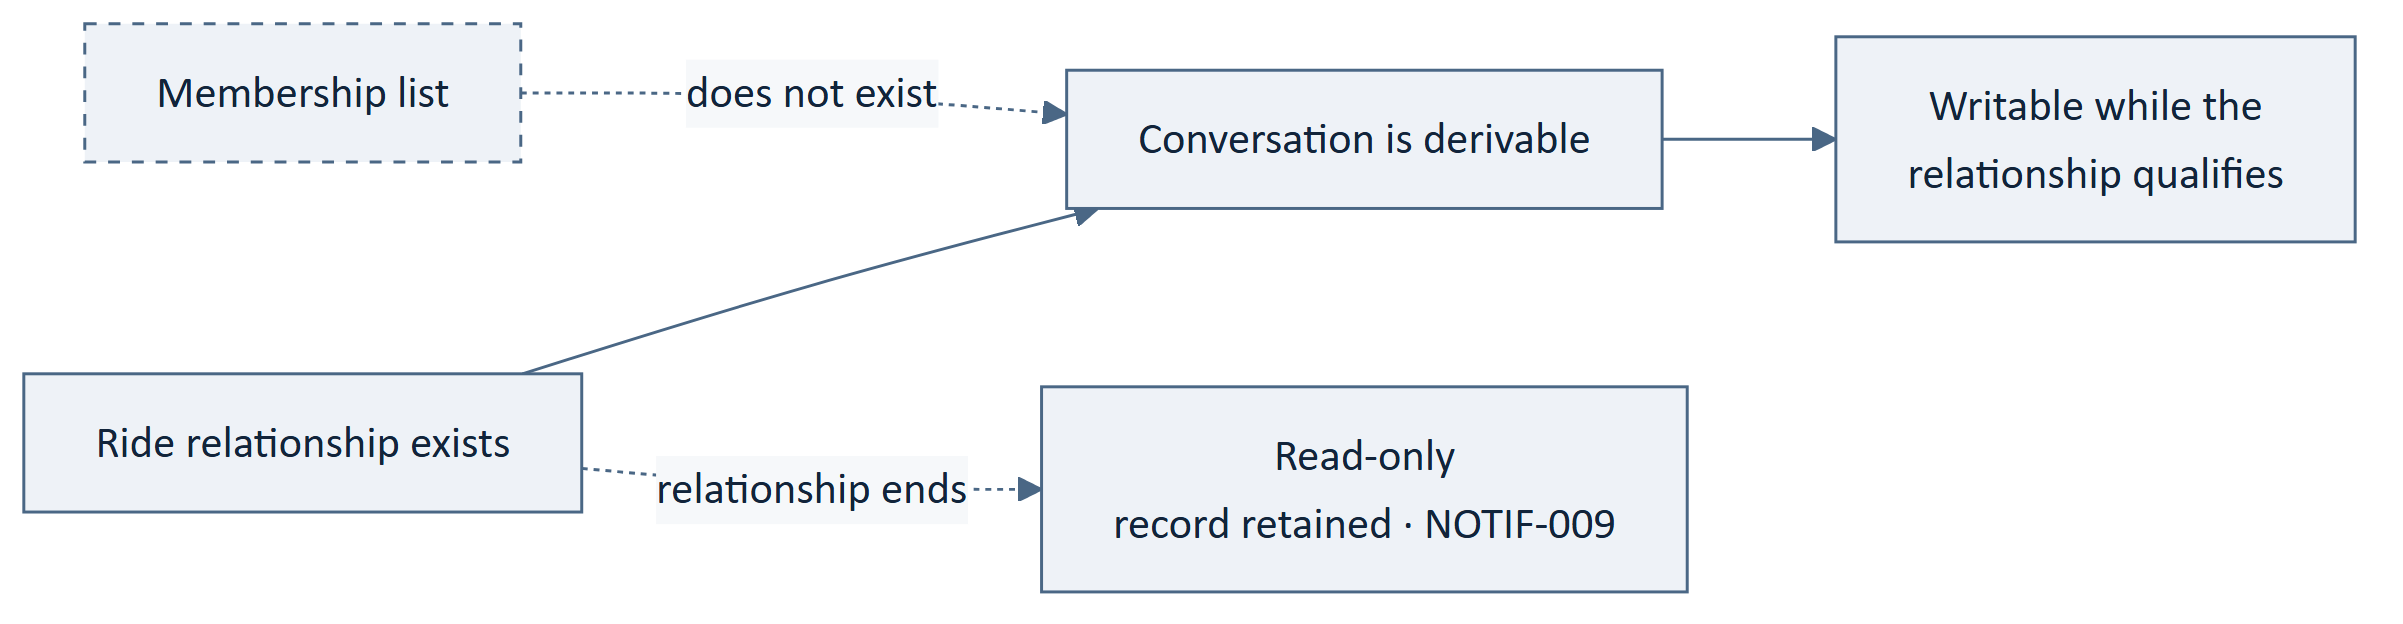 Membership list
does not exist
Conversation is derivable
Writable while the
relationship qualifies
Ride relationship exists
relationship ends
Read-only
record retained · NOTIF-009